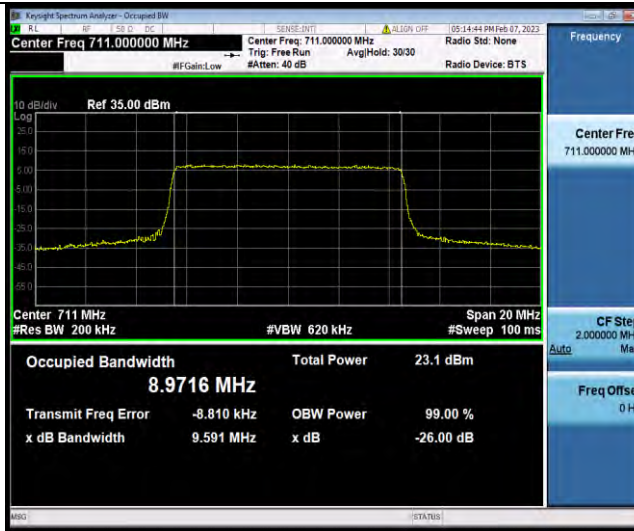 Keysight Spectrum Analyzer - Occupied BW
RL RF 50 Ω DC SENSE:INT ALIGN OFF 05:14:44 PM Feb 07, 2023
Center Freq 711.000000 MHz Center Freq: 711.000000 MHz Radio Std: None Frequency
Trig: Free Run Avg|Hold: 30/30
#IFGain:Low #Atten: 40 dB Radio Device: BTS
10 dB/div Ref 35.00 dBm
Log
25.0
15.0
5.00
-5.00
-15.0
-25.0
-35.0
-45.0
-55.0
Center Fre
711.000000 MH
Center 711 MHz Span 20 MHz
#Res BW 200 kHz #VBW 620 kHz #Sweep 100 ms
CF Ste
2.000000 MH
Auto Ma
Occupied Bandwidth Total Power 23.1 dBm
8.9716 MHz
Transmit Freq Error -8.810 kHz OBW Power 99.00 %
x dB Bandwidth 9.591 MHz x dB -26.00 dB
Freq Offse
0 H
MSG STATUS